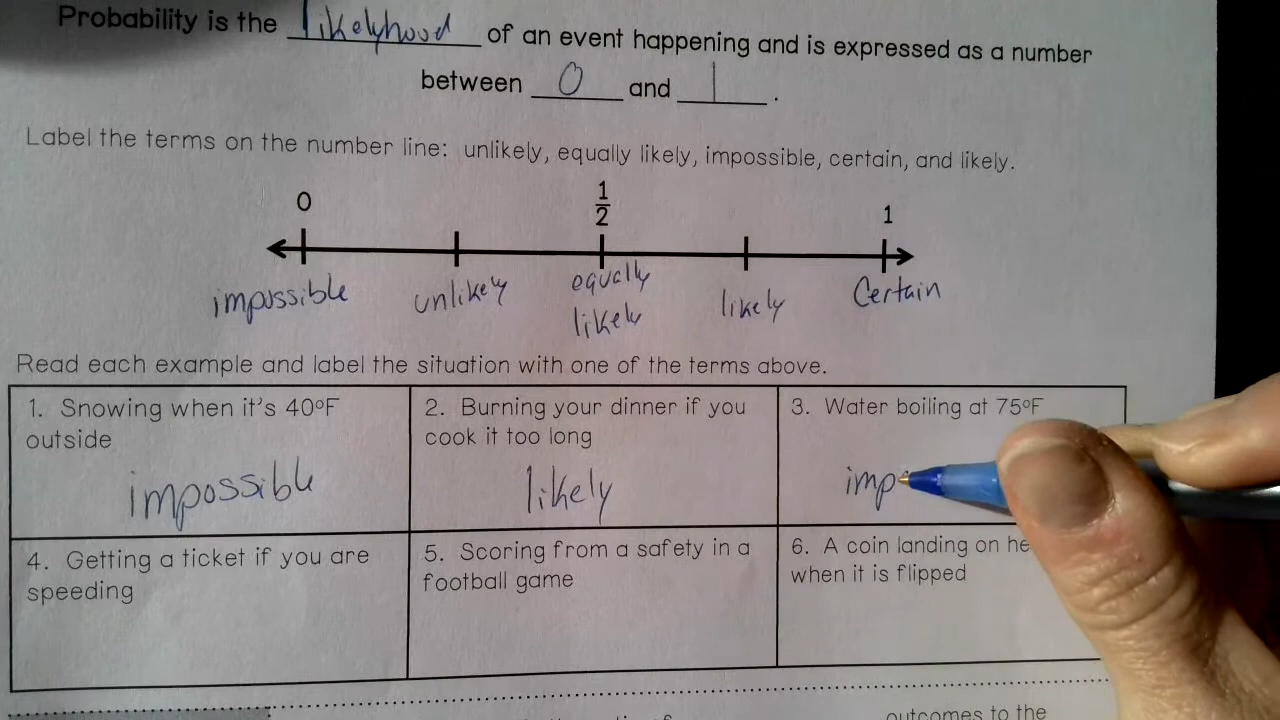 Probability is the likelyhood of an event happening and is expressed as a number
between 0 and 1.
Label the terms on the number line: unlikely, equally likely, impossible, certain, and likely.
0 1/2 1
impossible unlikely equally likely likely Certain
Read each example and label the situation with one of the terms above.
1. Snowing when it's 40°F
outside
impossible
2. Burning your dinner if you
cook it too long
likely
3. Water boiling at 75°F
imp
4. Getting a ticket if you are
speeding
5. Scoring from a safety in a
football game
6. A coin landing on he
when it is flipped
outcomes to the